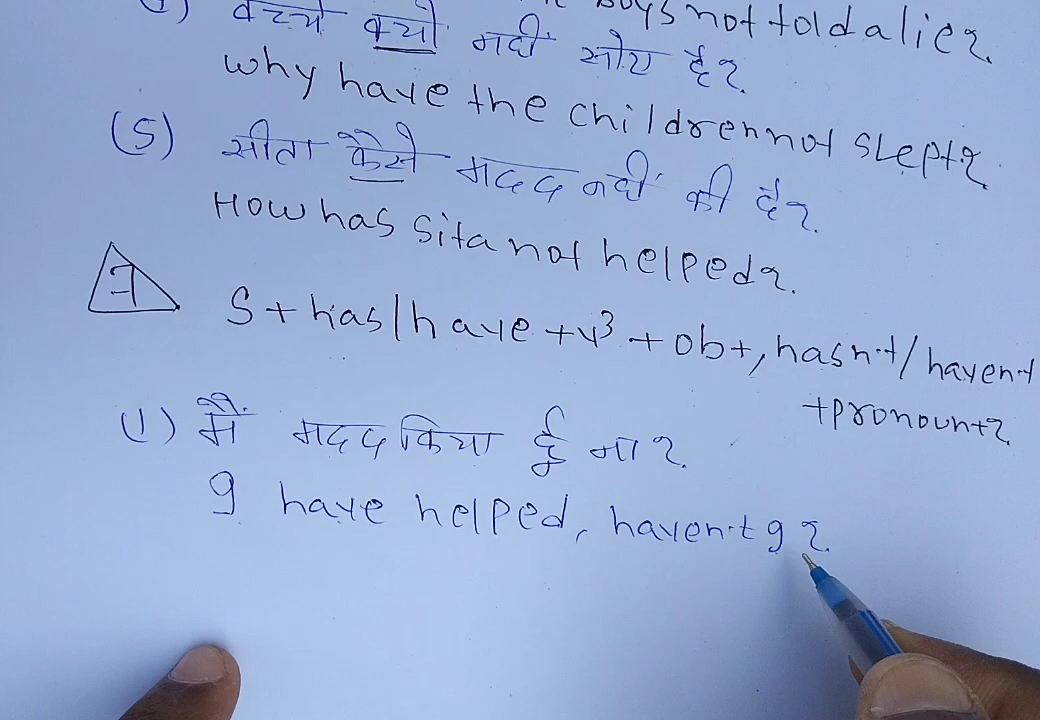 boys not told a lie?
बच्चे क्यों नहीं सोए है?
why have the children not slept?
(5) सीता कैसे मदद नहीं की है?
How has sita not helped?
S + has/have + v³ + ob+, hasn't/haven't
+pronoun+?
(1) मैं मदद किया हूँ ना?
I have helped, haven't I?